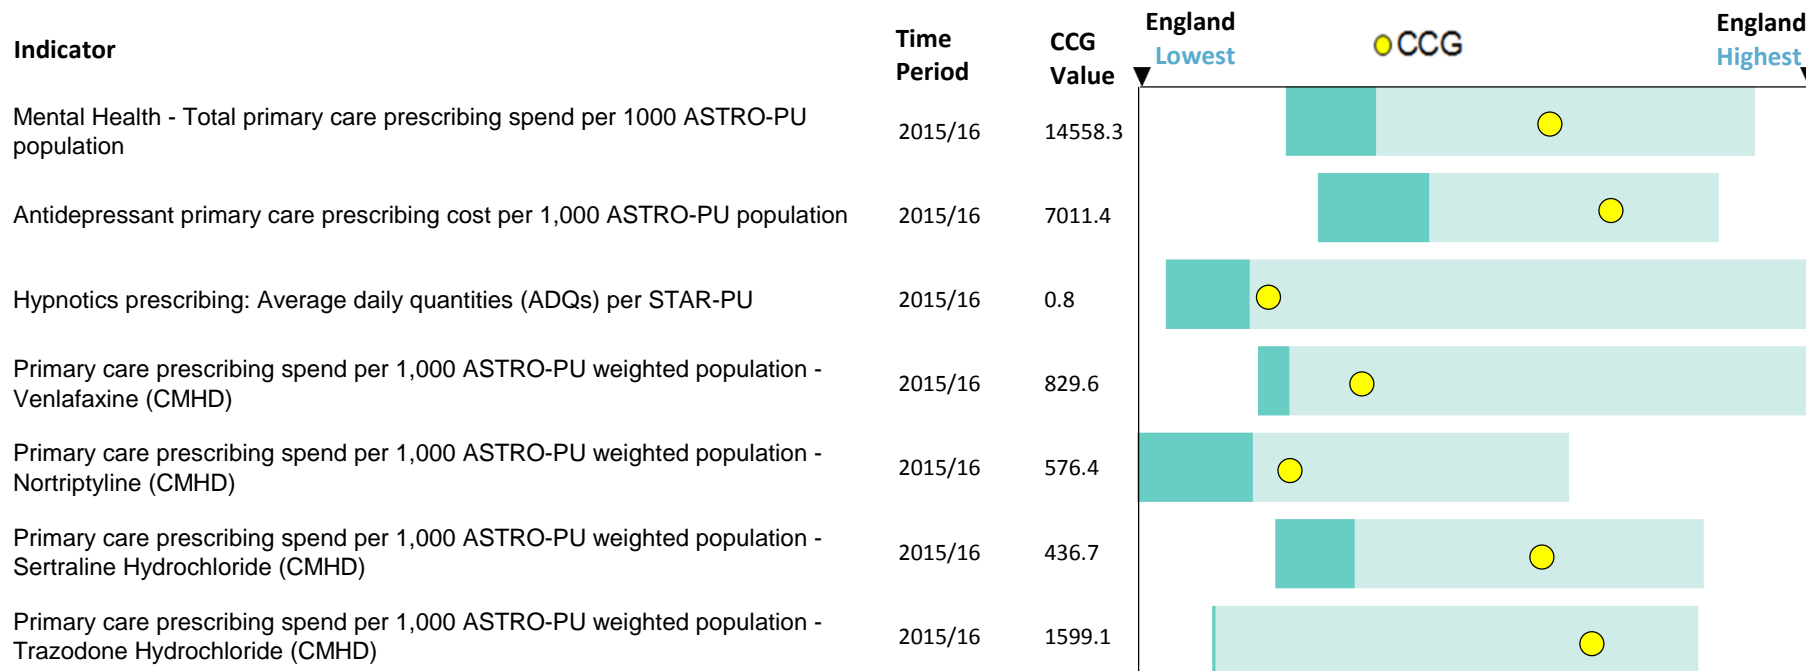 Indicator
Time
Period
CCG
Value
England
Lowest
CCG
England
Highest
Mental Health - Total primary care prescribing spend per 1000 ASTRO-PU
population
2015/16
14558.3
Antidepressant primary care prescribing cost per 1,000 ASTRO-PU population
2015/16
7011.4
Hypnotics prescribing: Average daily quantities (ADQs) per STAR-PU
2015/16
0.8
Primary care prescribing spend per 1,000 ASTRO-PU weighted population -
Venlafaxine (CMHD)
2015/16
829.6
Primary care prescribing spend per 1,000 ASTRO-PU weighted population -
Nortriptyline (CMHD)
2015/16
576.4
Primary care prescribing spend per 1,000 ASTRO-PU weighted population -
Sertraline Hydrochloride (CMHD)
2015/16
436.7
Primary care prescribing spend per 1,000 ASTRO-PU weighted population -
Trazodone Hydrochloride (CMHD)
2015/16
1599.1